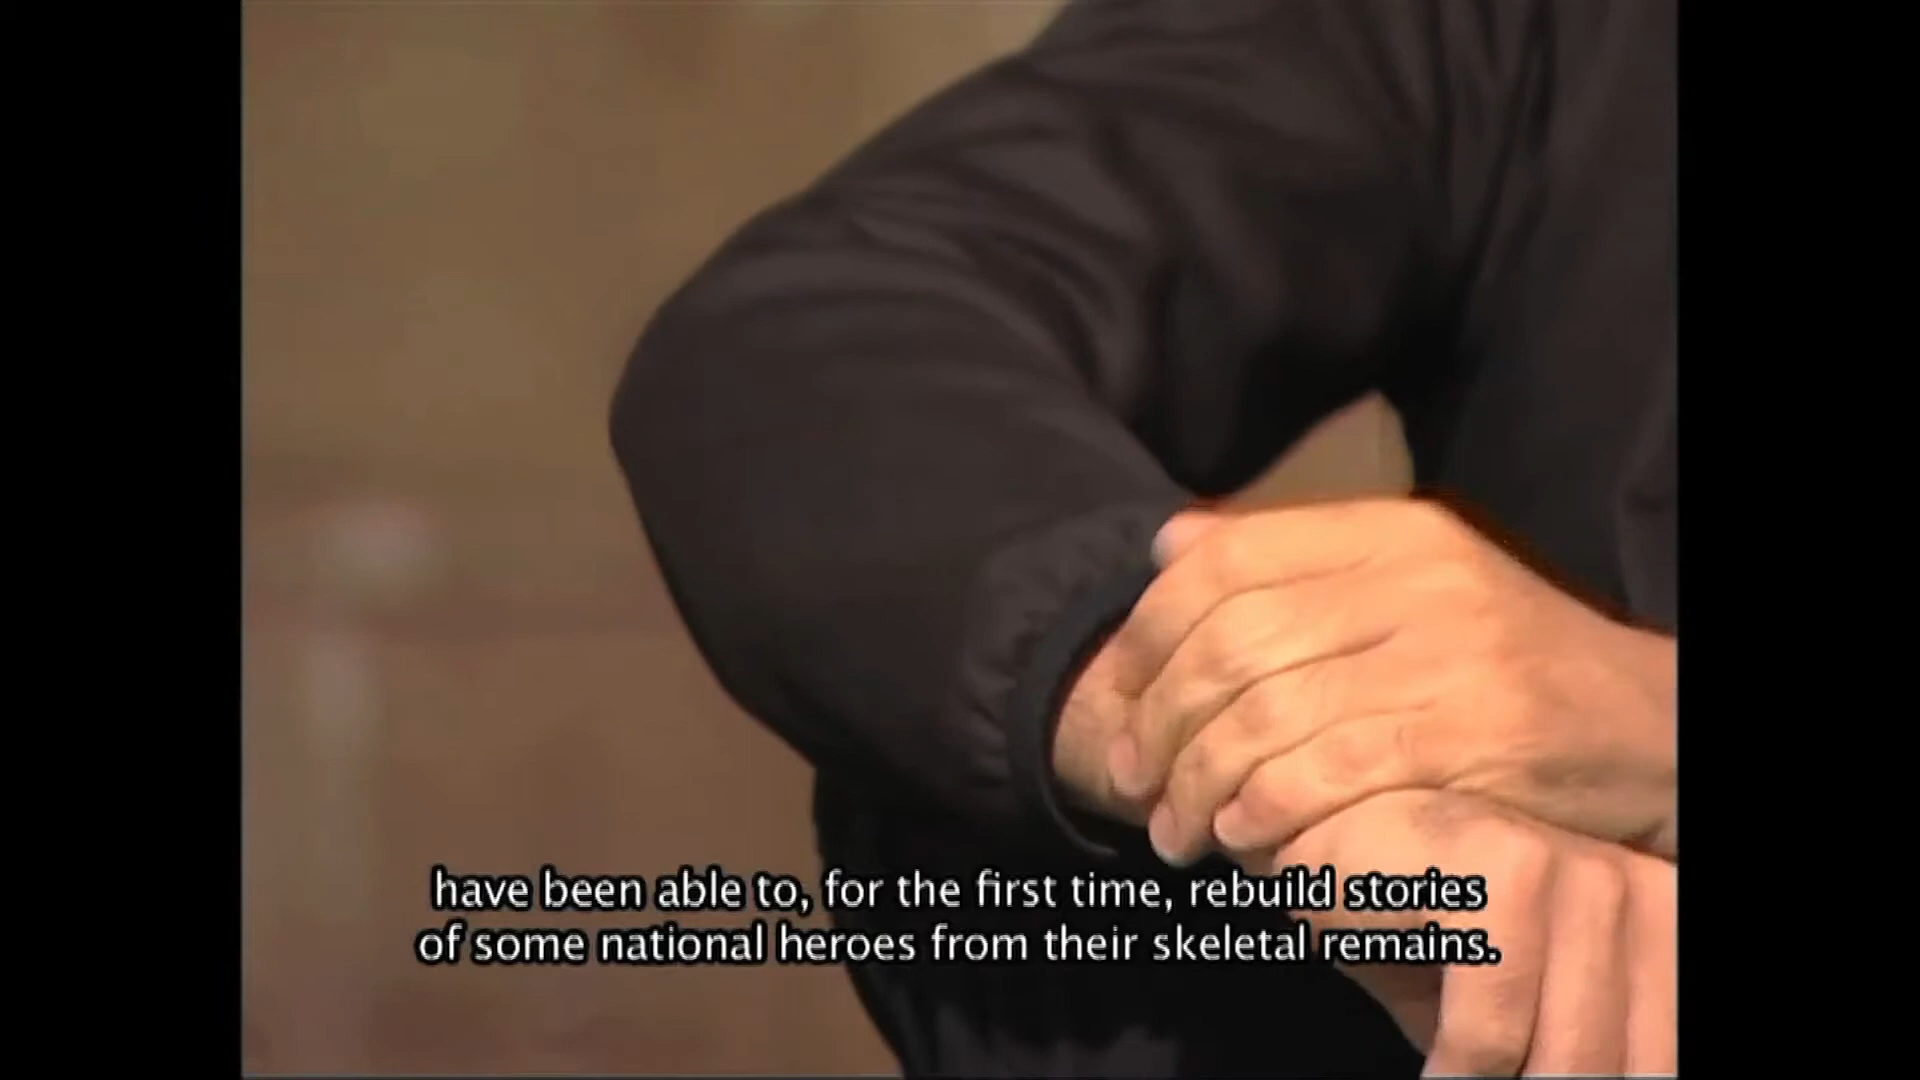 have been able to, for the first time, rebuild stories
of some national heroes from their skeletal remains.